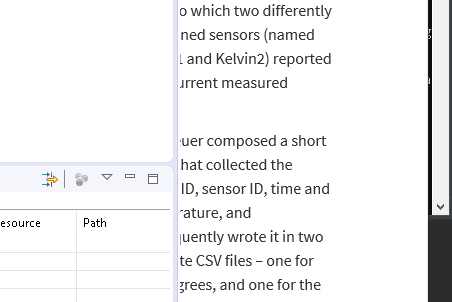 o which two differently
ned sensors (named
and Kelvin2) reported
urrent measured
euer composed a short
hat collected the
ID, sensor ID, time and
rature, and
quently wrote it in two
te CSV files – one for
grees, and one for the
esource Path